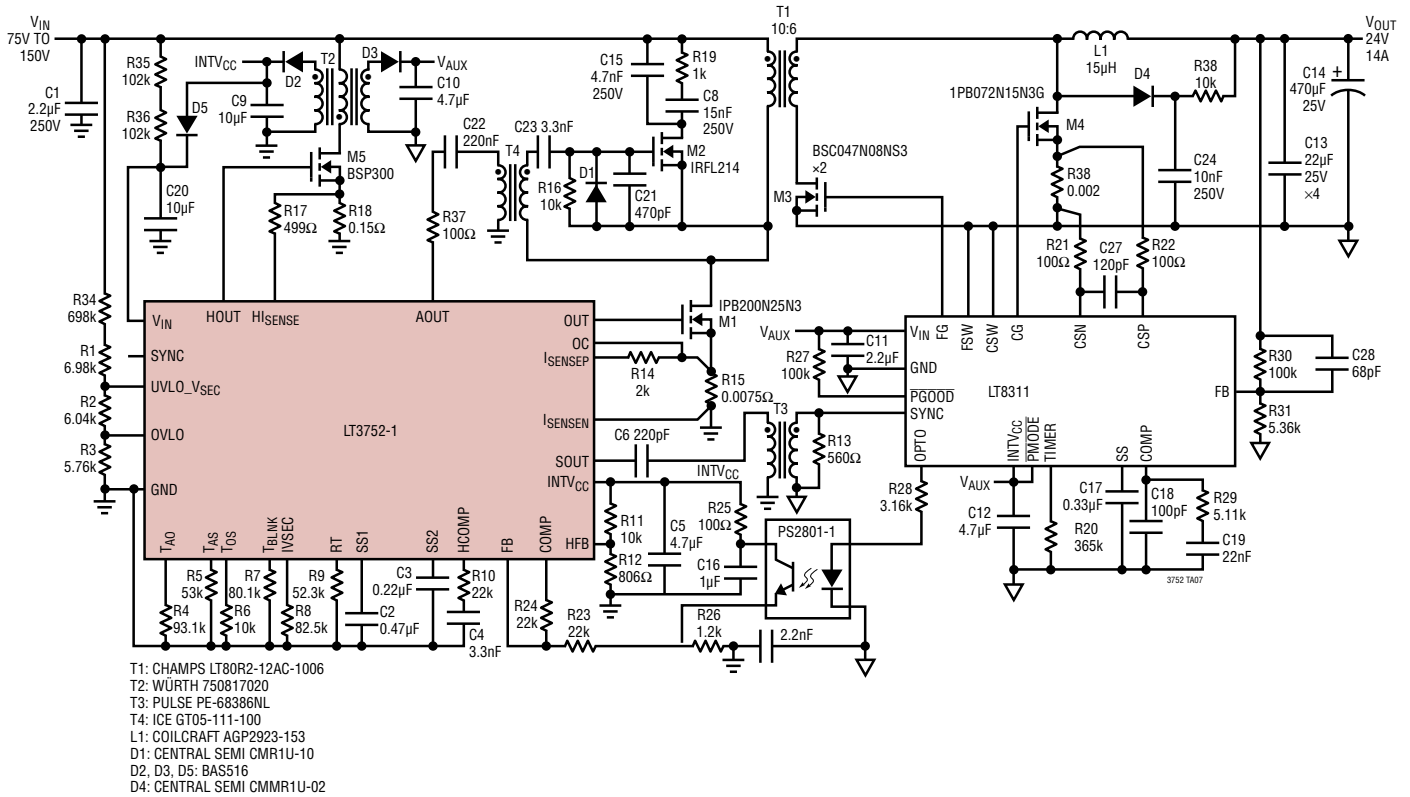 VIN
75V TO
150V
C1
2.2µF
250V
R35
102k
R36
102k
D5
INTVCC
D2
T2
D3
VAUX
C9
10µF
C10
4.7µF
C20
10µF
M5
BSP300
R17
499Ω
R18
0.15Ω
C22
220nF
R37
100Ω
T4
C23 3.3nF
R16
10k
D1
C21
470pF
C15
4.7nF
250V
R19
1k
C8
15nF
250V
M2
IRFL214
T1
10:6
BSC047N08NS3
×2
M3
L1
15µH
1PB072N15N3G
M4
D4
R38
10k
R38
0.002
C24
10nF
250V
C13
22µF
25V
×4
C14
470µF
25V
+
VOUT
24V
14A
R21
100Ω
C27
120pF
R22
100Ω
R34
698k
R1
6.98k
R2
6.04k
R3
5.76k
VIN
SYNC
UVLO_VSEC
OVLO
GND
HOUT
HISENSE
AOUT
LT3752-1
OUT
OC
ISENSEP
ISENSEN
SOUT
INTVCC
HFB
TAO
TAS
TOS
TBLNK
IVSEC
RT
SS1
SS2
HCOMP
FB
COMP
IPB200N25N3
M1
R14
2k
R15
0.0075Ω
C6 220pF
T3
INTVCC
R13
560Ω
VAUX
R27
100k
C11
2.2µF
VIN
GND
PGOOD
SYNC
FG
FSW
CSW
CG
CSN
CSP
LT8311
FB
OPTO
INTVCC
PMODE
TIMER
SS
COMP
R30
100k
C28
68pF
R31
5.36k
R28
3.16k
VAUX
C12
4.7µF
R20
365k
C17
0.33µF
C18
100pF
R29
5.11k
C19
22nF
3752 TA07
R11
10k
R12
806Ω
C5
4.7µF
R25
100Ω
C16
1µF
PS2801-1
R4
93.1k
R5
53k
R6
10k
R7
80.1k
R8
82.5k
R9
52.3k
C2
0.47µF
C3
0.22µF
R10
22k
C4
3.3nF
R24
22k
R23
22k
R26
1.2k
2.2nF
T1: CHAMPS LT80R2-12AC-1006
T2: WÜRTH 750817020
T3: PULSE PE-68386NL
T4: ICE GT05-111-100
L1: COILCRAFT AGP2923-153
D1: CENTRAL SEMI CMR1U-10
D2, D3, D5: BAS516
D4: CENTRAL SEMI CMMR1U-02